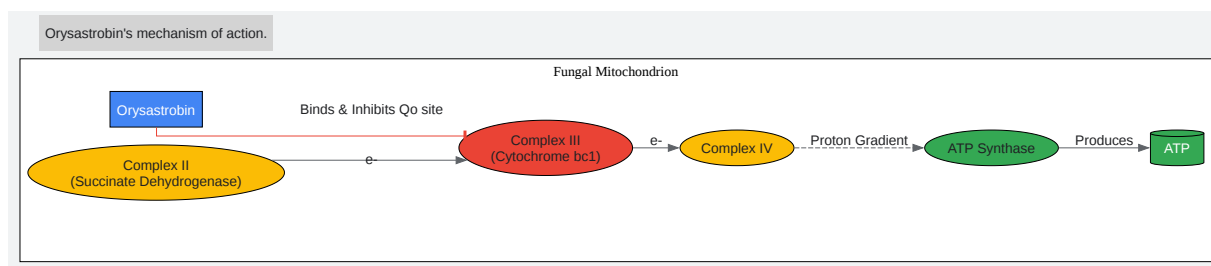 Orysastrobin's mechanism of action.
Fungal Mitochondrion
Orysastrobin
Binds & Inhibits Qo site
Complex II
(Succinate Dehydrogenase)
e-
Complex III
(Cytochrome bc1)
e-
Complex IV
Proton Gradient
ATP Synthase
Produces
ATP